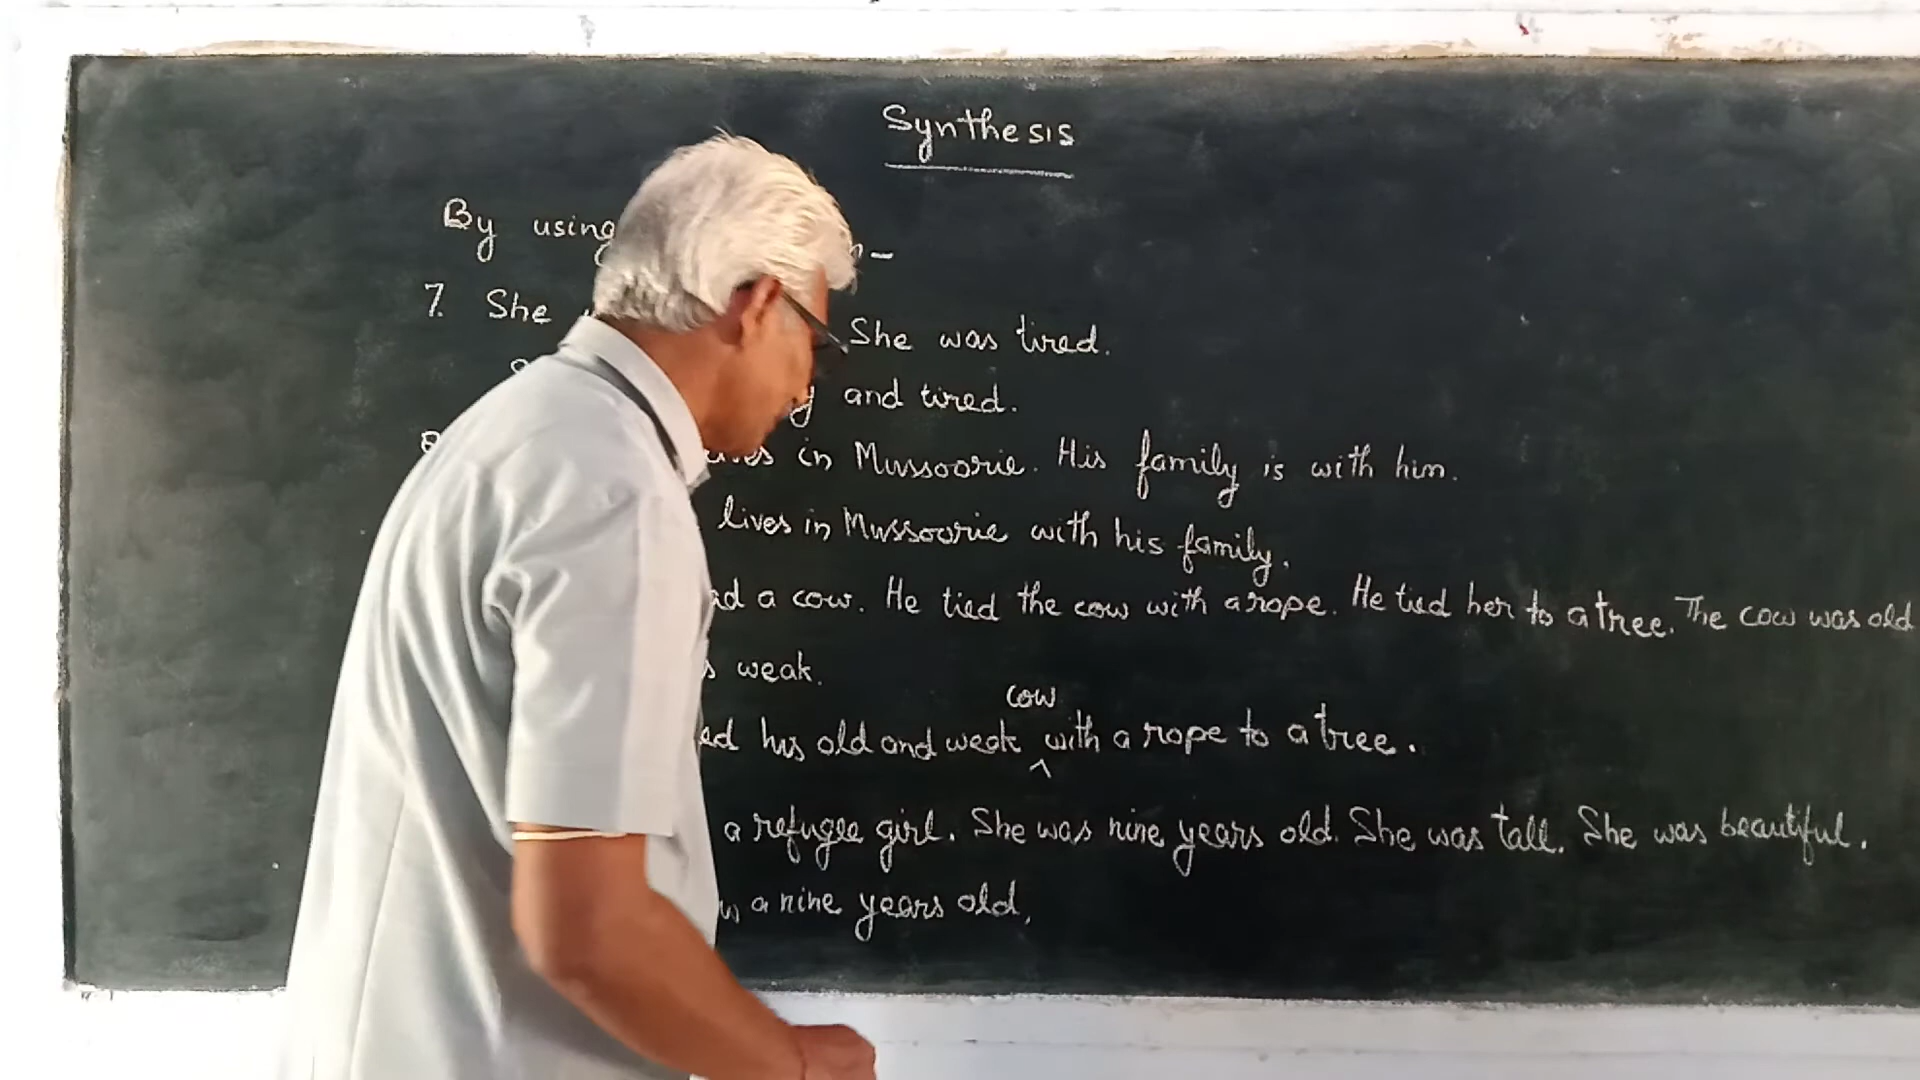 Synthesis
By using
7. She She was tired.
and tired.
8 in Mussoorie. His family is with him.
lives in Mussoorie with his family.
a cow. He tied the cow with a rope. He tied her to a tree. The cow was old
weak.
cow
his old and weak ^ with a rope to a tree.
a refugee girl. She was nine years old. She was tall. She was beautiful.
a nine years old,